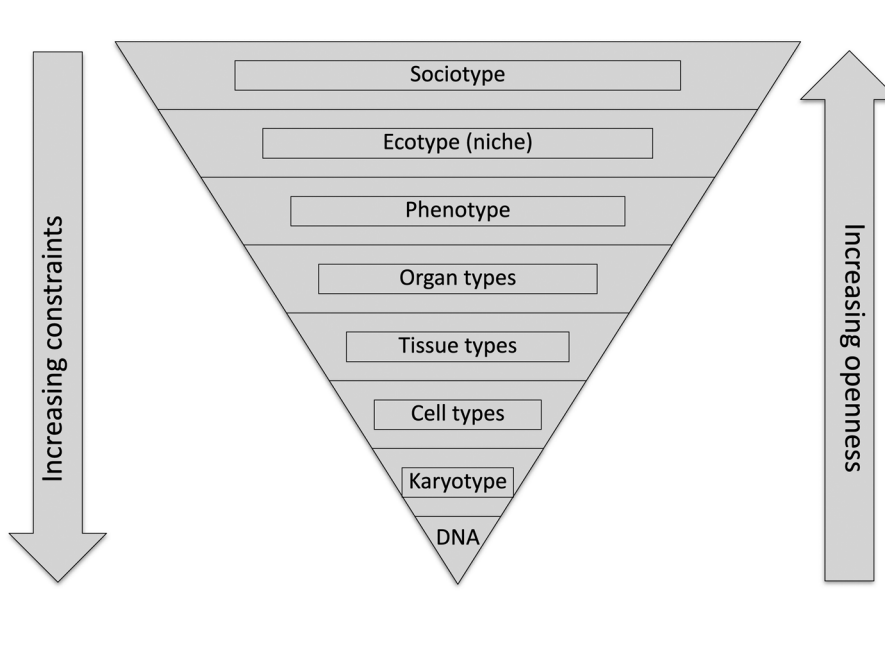 Sociotype
Ecotype (niche)
Phenotype
Organ types
Tissue types
Cell types
Karyotype
DNA
Increasing constraints
Increasing openness